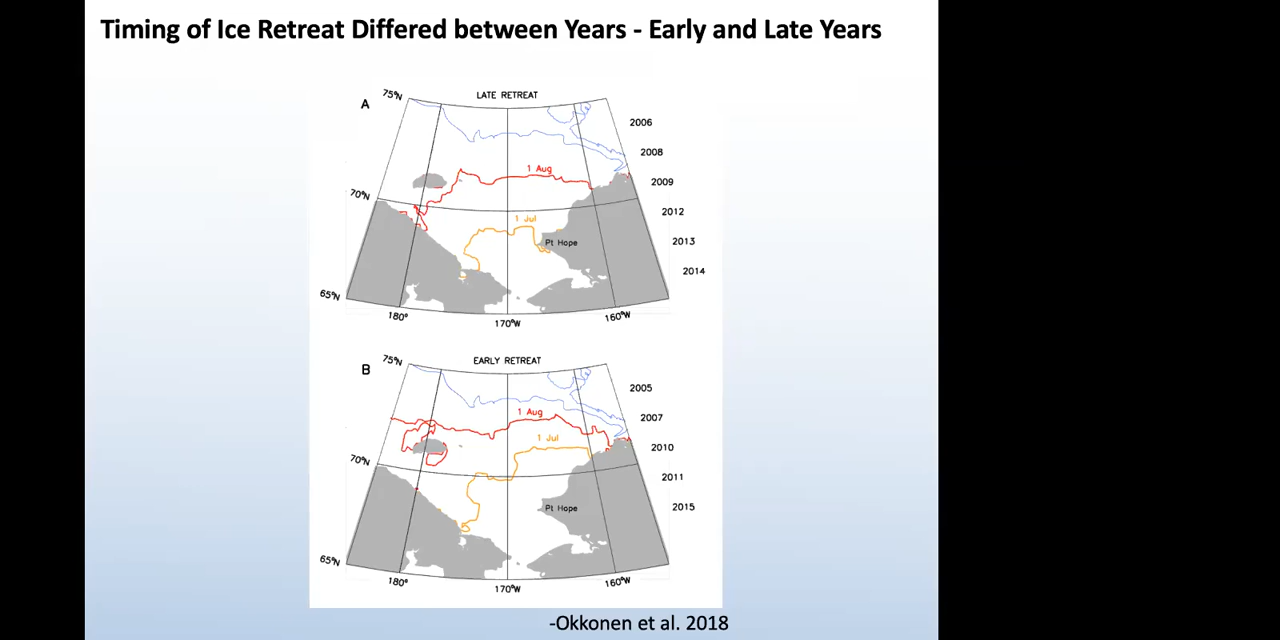 Timing of Ice Retreat Differed between Years - Early and Late Years
A
LATE RETREAT
75°N
70°N
65°N
180°
170°W
160°W
1 Aug
1 Jul
Pt Hope
2006
2008
2009
2012
2013
2014
B
EARLY RETREAT
75°N
70°N
65°N
180°
170°W
160°W
1 Aug
1 Jul
Pt Hope
2005
2007
2010
2011
2015
-Okkonen et al. 2018